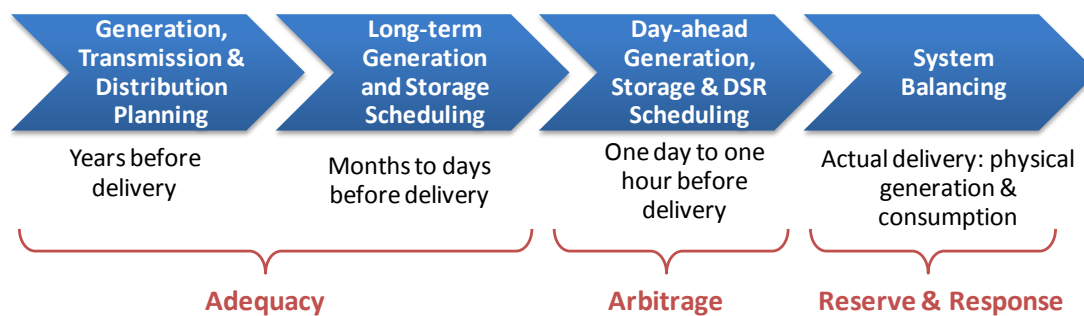 Generation,
Transmission &
Distribution
Planning
Long-term
Generation
and Storage
Scheduling
Day-ahead
Generation,
Storage & DSR
Scheduling
System
Balancing
Years before
delivery
Months to days
before delivery
One day to one
hour before
delivery
Actual delivery: physical
generation &
consumption
Adequacy
Arbitrage
Reserve & Response